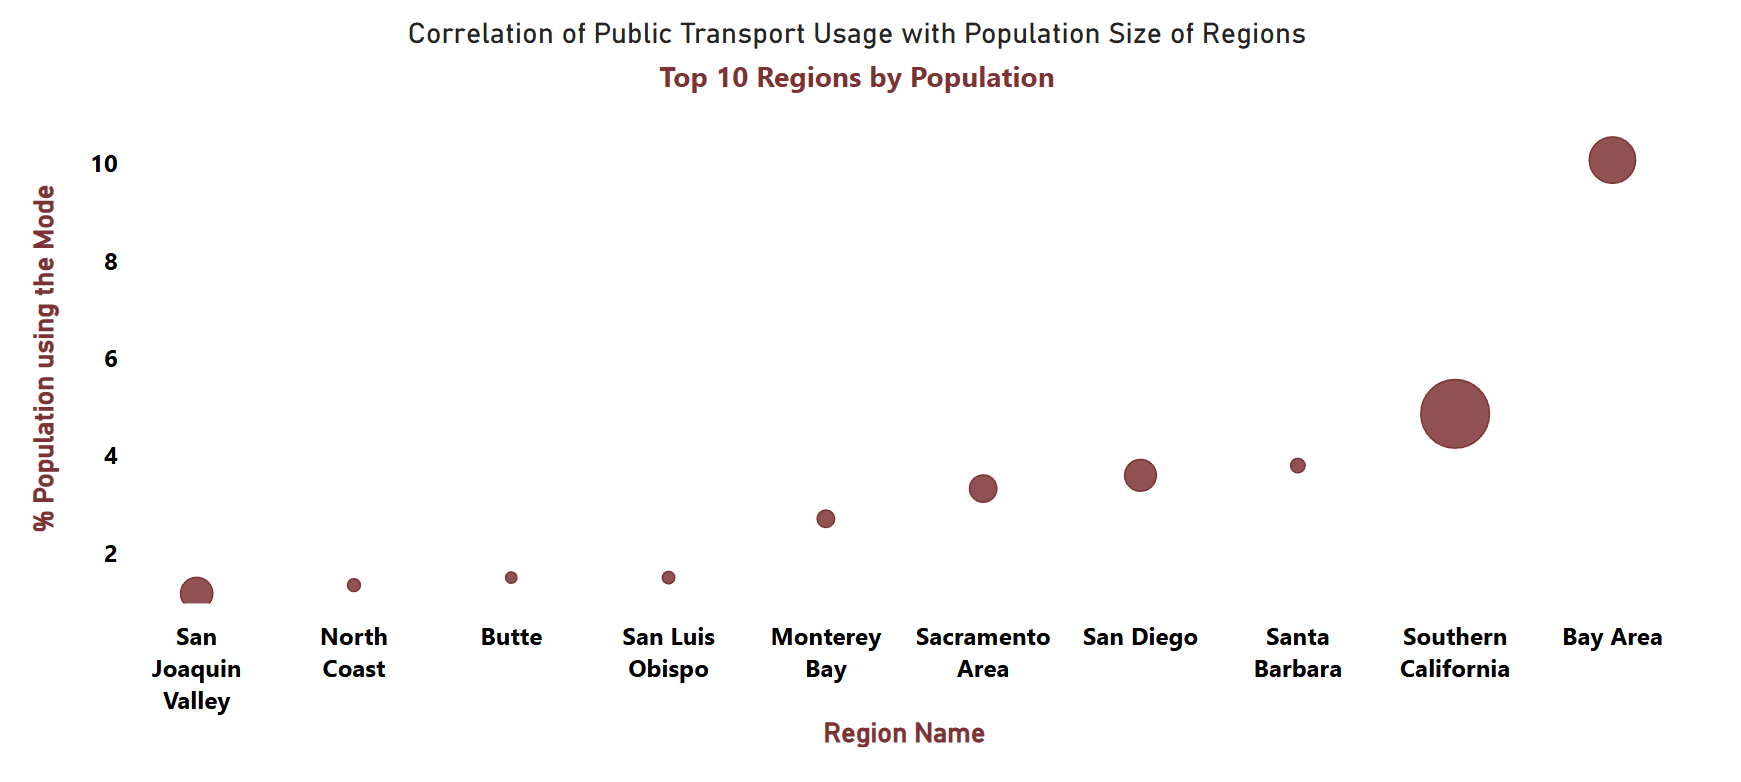 Correlation of Public Transport Usage with Population Size of Regions
Top 10 Regions by Population
% Population using the Mode
10
8
6
4
2
San
Joaquin
Valley
North
Coast
Butte
San Luis
Obispo
Monterey
Bay
Sacramento
Area
San Diego
Santa
Barbara
Southern
California
Bay Area
Region Name